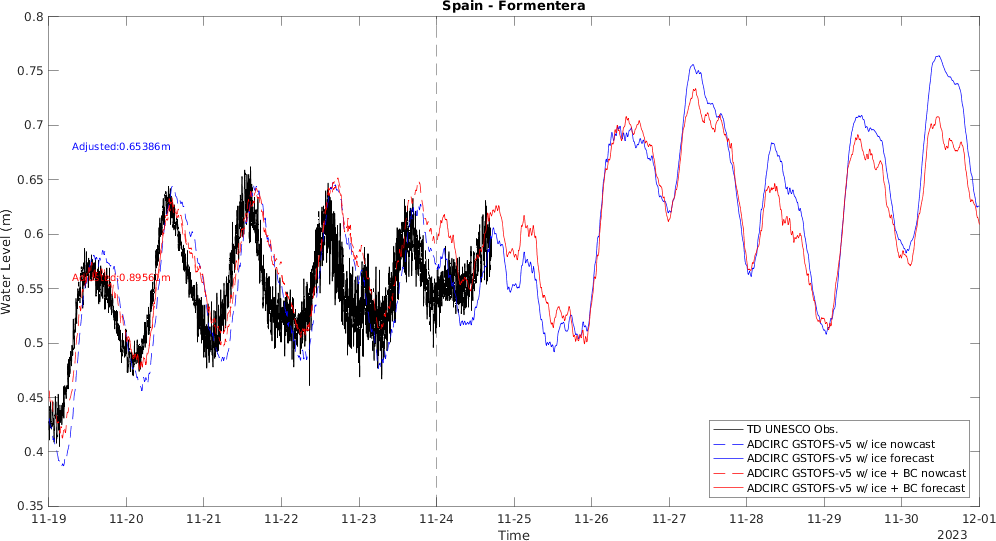 Spain - Formentera
0.8
0.75
0.7
0.65
0.6
0.55
0.5
0.45
0.4
0.35
Water Level (m)
Adjusted:0.65386m
11-19
11-20
11-21
11-22
11-23
11-24
11-25
11-26
11-27
11-28
11-29
11-30
12-01
Time
2023
TD UNESCO Obs.
ADCIRC GSTOFS-v5 w/ ice nowcast
ADCIRC GSTOFS-v5 w/ ice forecast
ADCIRC GSTOFS-v5 w/ ice + BC nowcast
ADCIRC GSTOFS-v5 w/ ice + BC forecast